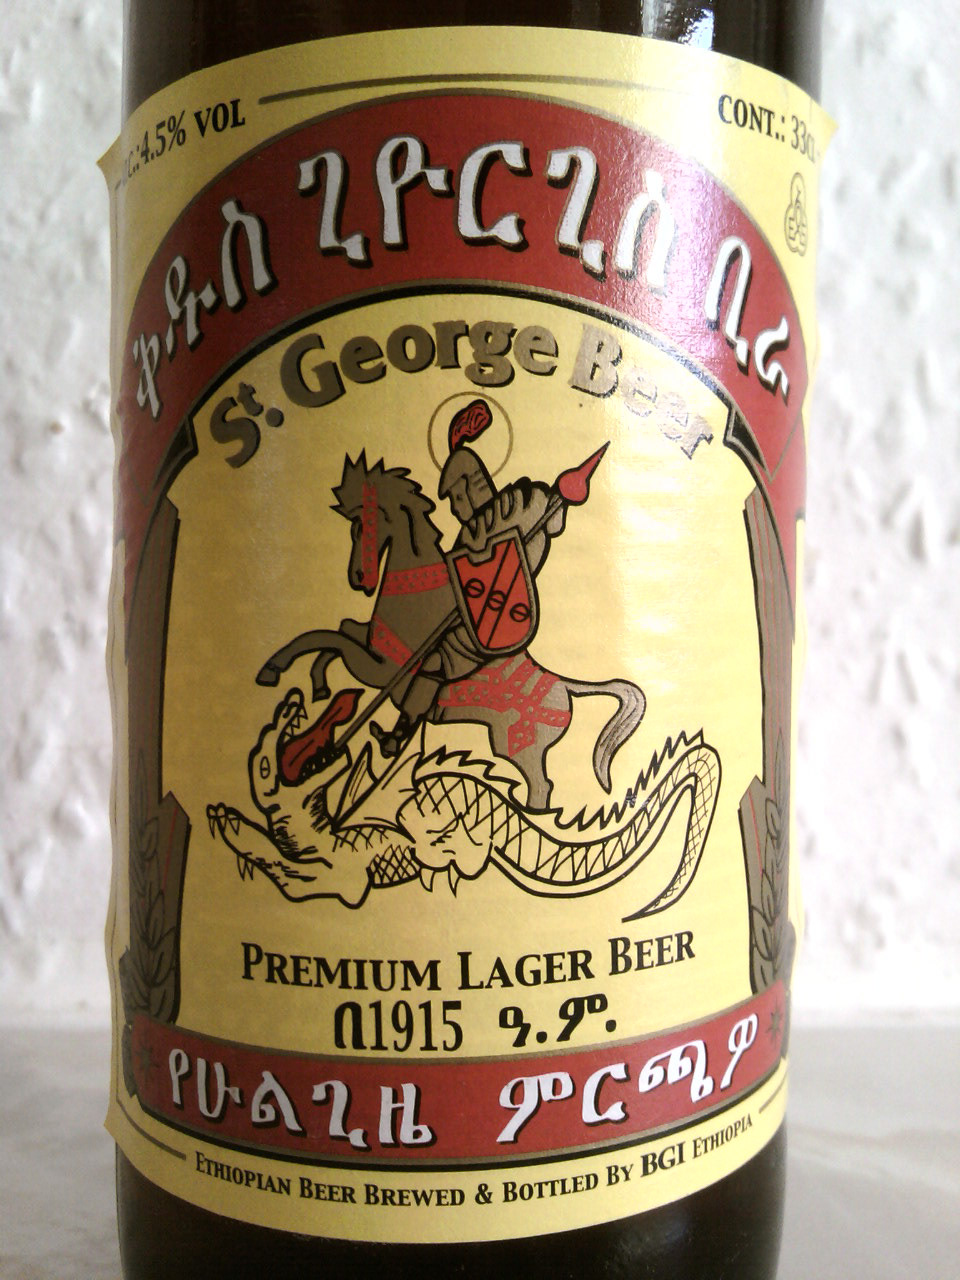 4.5% VOL
CONT.: 33cl
ቅዱስ ጊዮርጊስ ቢራ
St. George Beer
PREMIUM LAGER BEER
በ1915 ዓ.ም.
የሁልጊዜ ምርጫዎ
ETHIOPIAN BEER BREWED & BOTTLED BY BGI ETHIOPIA